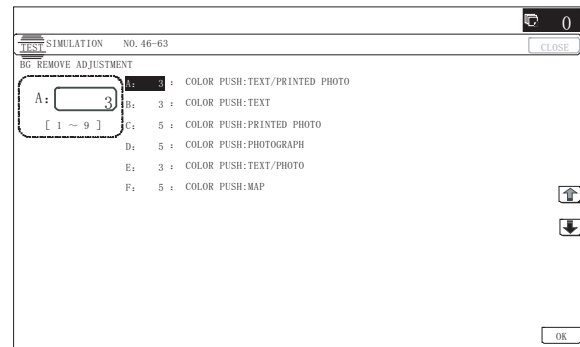 0
TEST SIMULATION NO. 46-63
CLOSE
BG REMOVE ADJUSTMENT
A: 3
[ 1 ～ 9 ]
A: 3 : COLOR PUSH:TEXT/PRINTED PHOTO
B: 3 : COLOR PUSH:TEXT
C: 5 : COLOR PUSH:PRINTED PHOTO
D: 5 : COLOR PUSH:PHOTOGRAPH
E: 3 : COLOR PUSH:TEXT/PHOTO
F: 5 : COLOR PUSH:MAP
OK